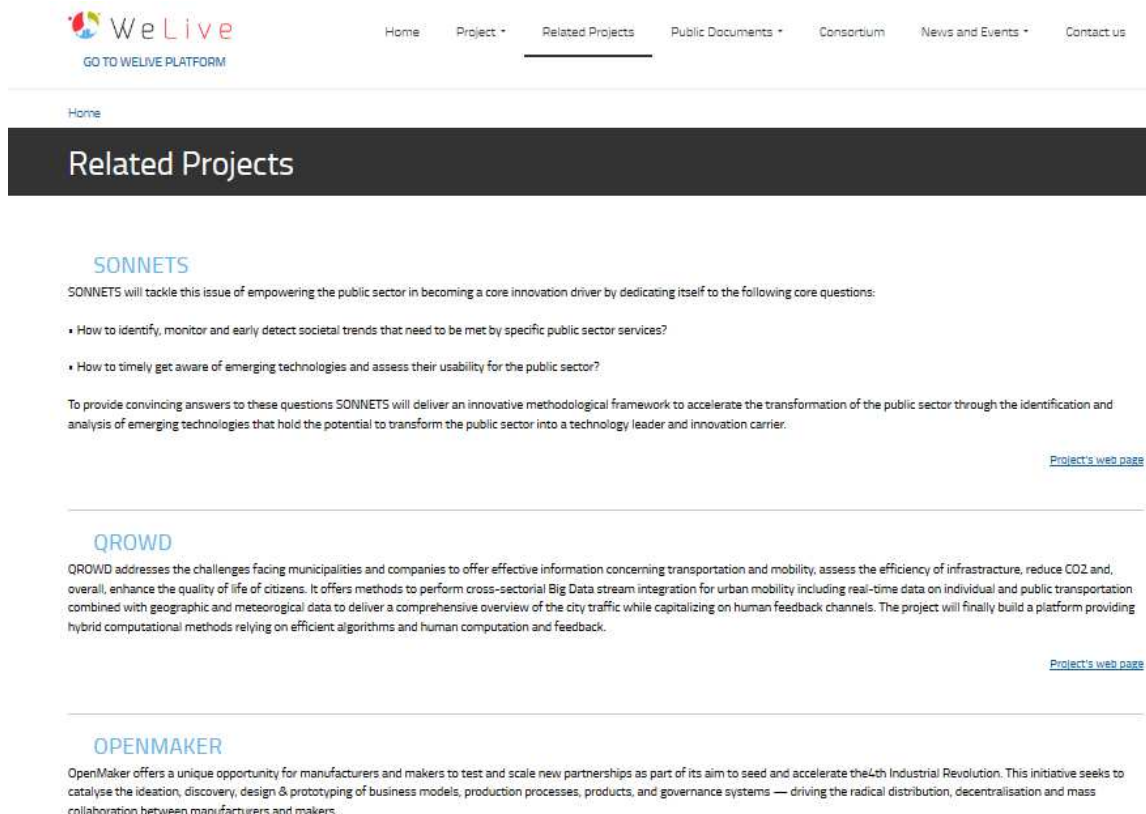 WeLive
Home Project Related Projects Public Documents Consortium News and Events Contact us
GO TO WELIVE PLATFORM
Home
Related Projects
SONNETS
SONNETS will tackle this issue of empowering the public sector in becoming a core innovation driver by dedicating itself to the following core questions:
• How to identify, monitor and early detect societal trends that need to be met by specific public sector services?
• How to timely get aware of emerging technologies and assess their usability for the public sector?
To provide convincing answers to these questions SONNETS will deliver an innovative methodological framework to accelerate the transformation of the public sector through the identification and
analysis of emerging technologies that hold the potential to transform the public sector into a technology leader and innovation carrier.
Project's web page
QROWD
QROWD addresses the challenges facing municipalities and companies to offer effective information concerning transportation and mobility, assess the efficiency of infrastracture, reduce CO2 and,
overall, enhance the quality of life of citizens. It offers methods to perform cross-sectorial Big Data stream integration for urban mobility including real-time data on individual and public transportation
combined with geographic and meteorogical data to deliver a comprehensive overview of the city traffic while capitalizing on human feedback channels. The project will finally build a platform providing
hybrid computational methods relying on efficient algorithms and human computation and feedback.
Project's web page
OPENMAKER
OpenMaker offers a unique opportunity for manufacturers and makers to test and scale new partnerships as part of its aim to seed and accelerate the4th Industrial Revolution. This initiative seeks to
catalyse the ideation, discovery, design & prototyping of business models, production processes, products, and governance systems — driving the radical distribution, decentralisation and mass
collaboration between manufacturers and makers.